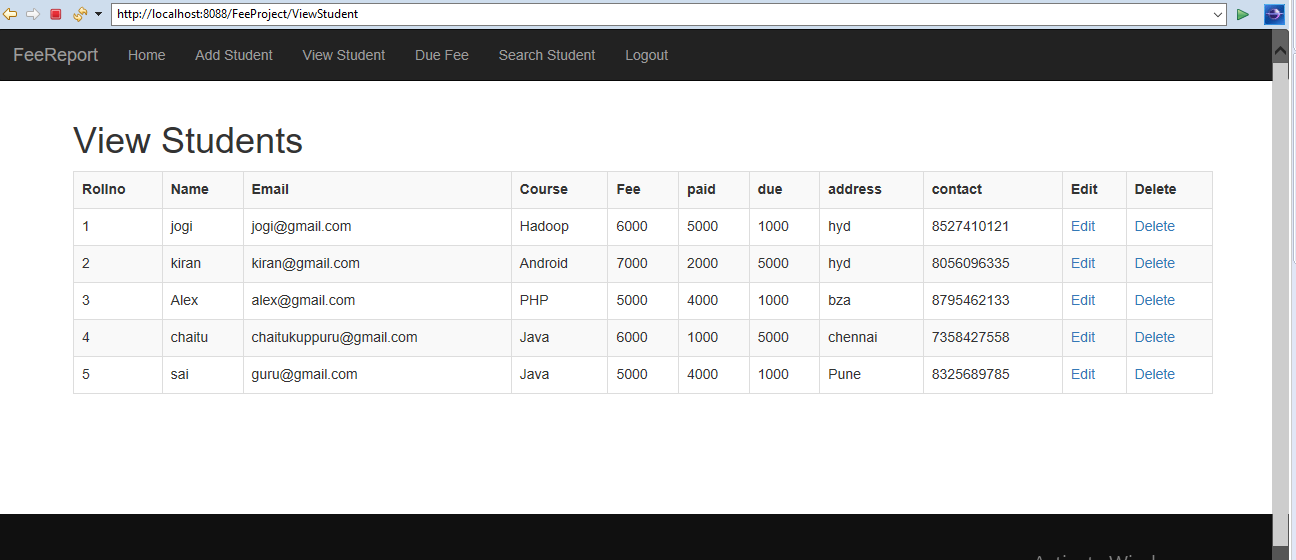 http://localhost:8088/FeeProject/ViewStudent
FeeReport Home Add Student View Student Due Fee Search Student Logout
View Students
Rollno Name Email Course Fee paid due address contact Edit Delete
1 jogi jogi@gmail.com Hadoop 6000 5000 1000 hyd 8527410121 Edit Delete
2 kiran kiran@gmail.com Android 7000 2000 5000 hyd 8056096335 Edit Delete
3 Alex alex@gmail.com PHP 5000 4000 1000 bza 8795462133 Edit Delete
4 chaitu chaitukuppuru@gmail.com Java 6000 1000 5000 chennai 7358427558 Edit Delete
5 sai guru@gmail.com Java 5000 4000 1000 Pune 8325689785 Edit Delete